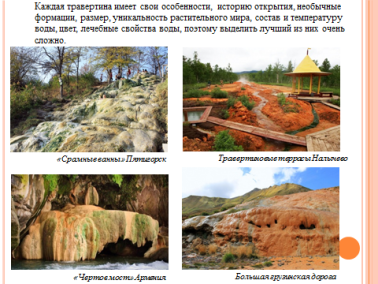 Каждая травертина имеет свои особенности, историю открытия, необычные
формации, размер, уникальность растительного мира, состав и температуру
воды, цвет, лечебные свойства воды, поэтому выделить лучший из них очень
сложно.
«Срамные ванны» Пятигорск
Травертиновые террасы Налычево
«Чертов мост» Армения
Большая грузинская дорога